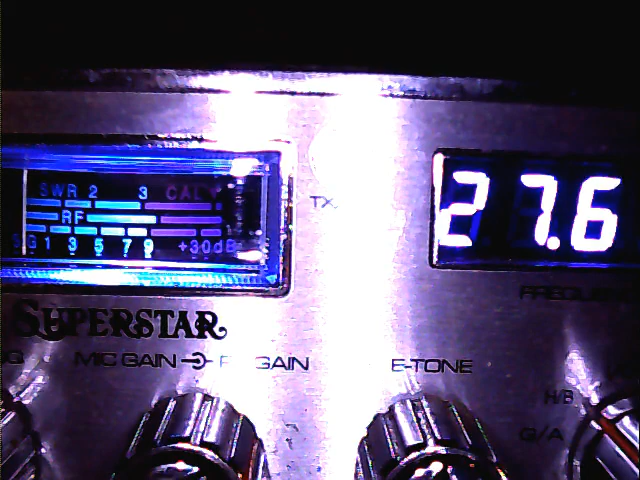 SWR 2 3 CAL
RF
1 3 5 7 9 +30dB
TX
27.6
SUPERSTAR
MIC GAIN GAIN
E-TONE
H/B
G/A